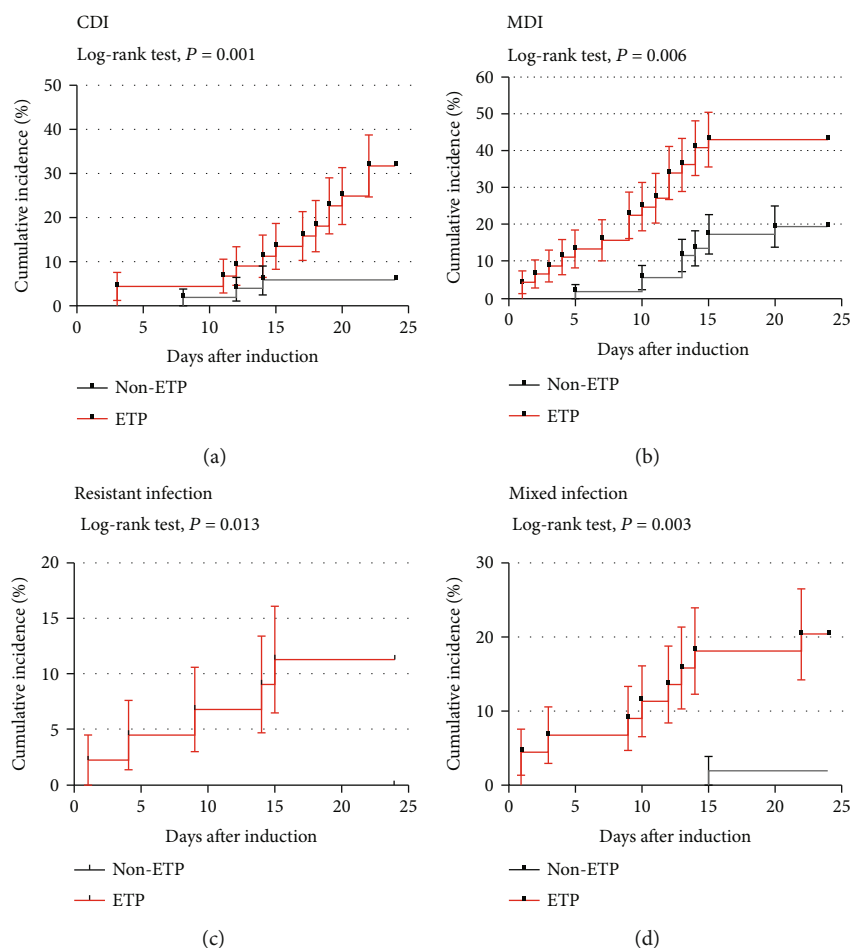 CDI
Log-rank test, P = 0.001
Cumulative incidence (%)
50
40
30
20
10
0
0 5 10 15 20 25
Days after induction
Non-ETP
ETP
(a)
MDI
Log-rank test, P = 0.006
Cumulative incidence (%)
60
50
40
30
20
10
0
0 5 10 15 20 25
Days after induction
Non-ETP
ETP
(b)
Resistant infection
Log-rank test, P = 0.013
Cumulative incidence (%)
20
15
10
5
0
0 5 10 15 20 25
Days after induction
Non-ETP
ETP
(c)
Mixed infection
Log-rank test, P = 0.003
Cumulative incidence (%)
30
20
10
0
0 5 10 15 20 25
Days after induction
Non-ETP
ETP
(d)